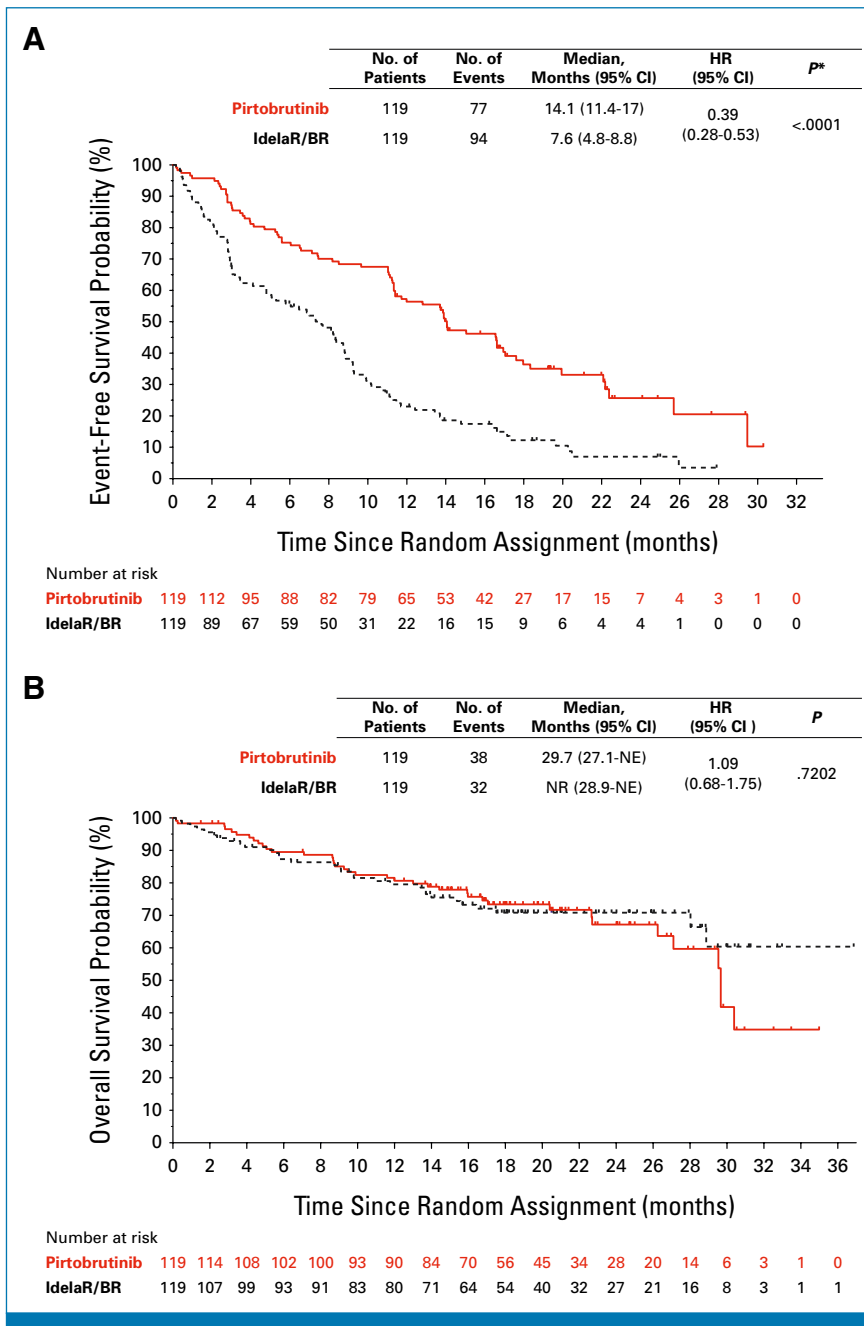 A
No. of Patients No. of Events Median, Months (95% CI) HR (95% CI) P*
Pirtobrutinib 119 77 14.1 (11.4-17) 0.39 (0.28-0.53) <.0001
IdelaR/BR 119 94 7.6 (4.8-8.8)
Event-Free Survival Probability (%)
100
90
80
70
60
50
40
30
20
10
0
0 2 4 6 8 10 12 14 16 18 20 22 24 26 28 30 32
Time Since Random Assignment (months)
Number at risk
Pirtobrutinib 119 112 95 88 82 79 65 53 42 27 17 15 7 4 3 1 0
IdelaR/BR 119 89 67 59 50 31 22 16 15 9 6 4 4 1 0 0 0
B
No. of Patients No. of Events Median, Months (95% CI) HR (95% CI ) P
Pirtobrutinib 119 38 29.7 (27.1-NE) 1.09 (0.68-1.75) .7202
IdelaR/BR 119 32 NR (28.9-NE)
Overall Survival Probability (%)
100
90
80
70
60
50
40
30
20
10
0
0 2 4 6 8 10 12 14 16 18 20 22 24 26 28 30 32 34 36
Time Since Random Assignment (months)
Number at risk
Pirtobrutinib 119 114 108 102 100 93 90 84 70 56 45 34 28 20 14 6 3 1 0
IdelaR/BR 119 107 99 93 91 83 80 71 64 54 40 32 27 21 16 8 3 1 1